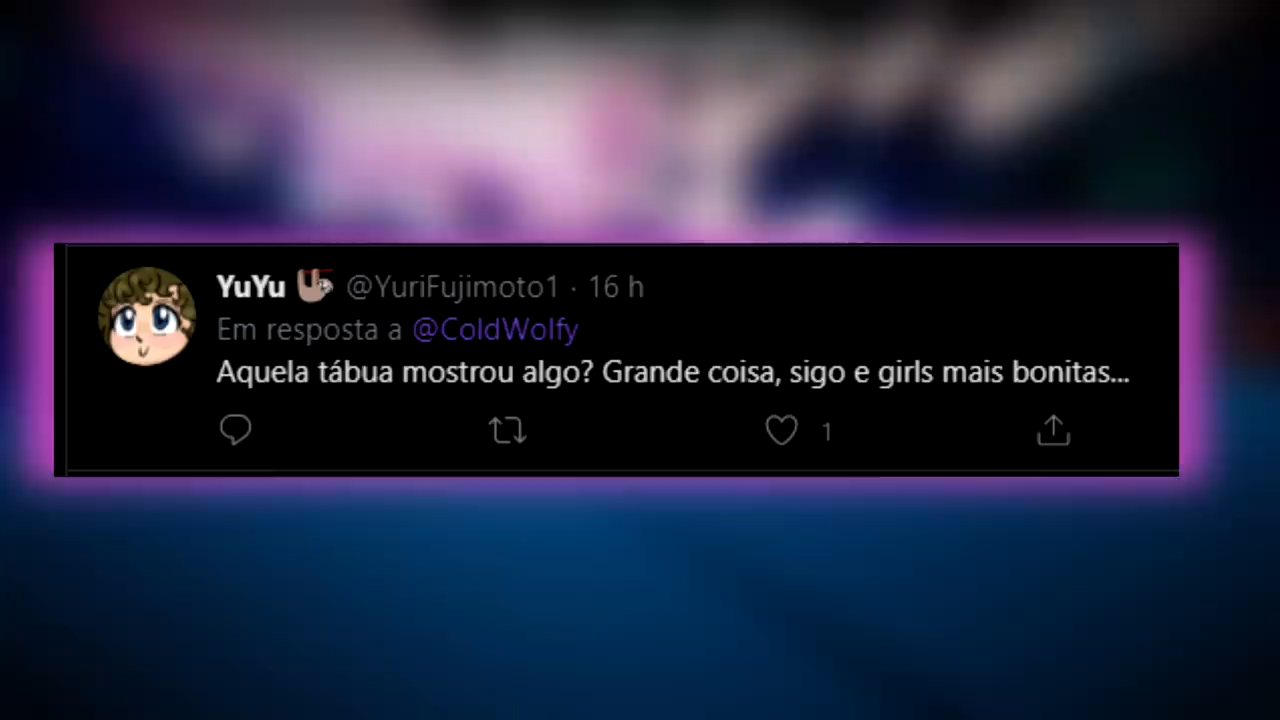 YuYu @YuriFujimoto1 · 16 h
Em resposta a @ColdWolfy
Aquela tábua mostrou algo? Grande coisa, sigo e girls mais bonitas...
1